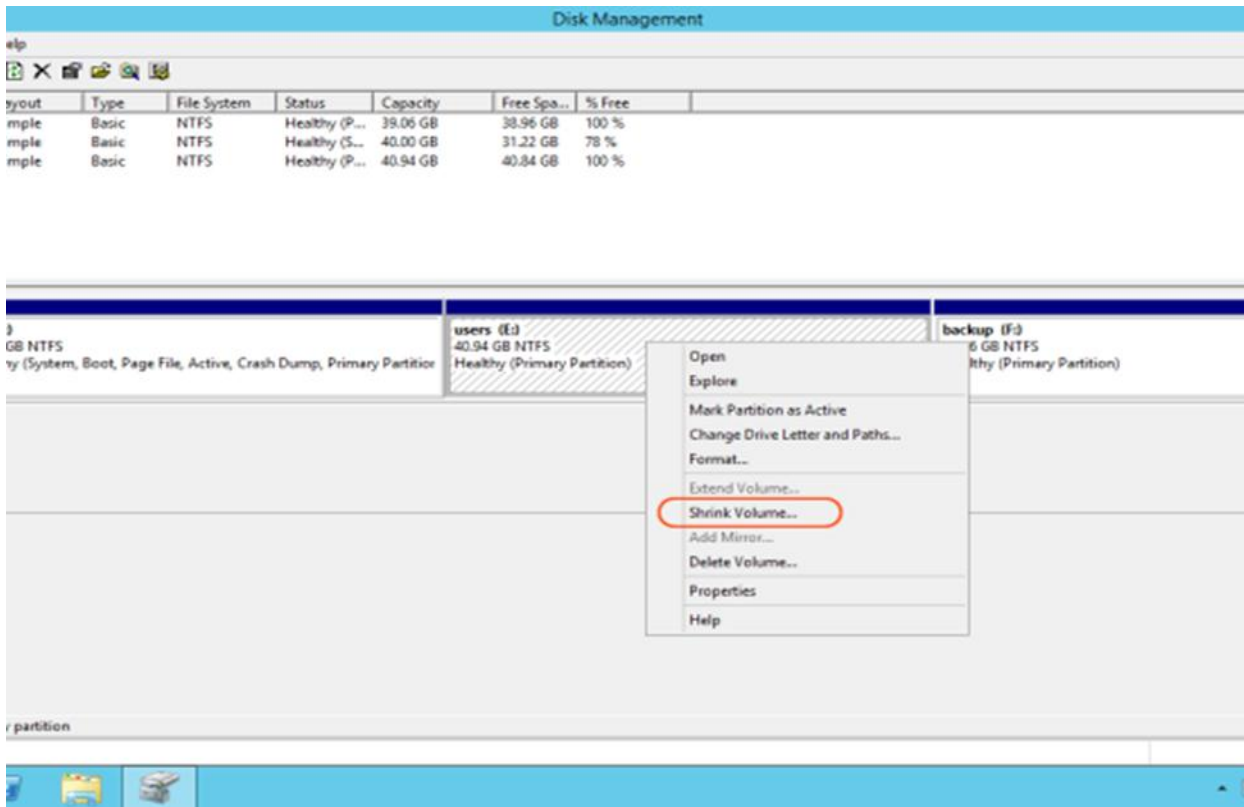 Disk Management
elp
ayout Type File System Status Capacity Free Spa... % Free
mple Basic NTFS Healthy (P... 39.06 GB 38.96 GB 100 %
mple Basic NTFS Healthy (S... 40.00 GB 31.22 GB 78 %
mple Basic NTFS Healthy (P... 40.94 GB 40.84 GB 100 %
:)
GB NTFS
hy (System, Boot, Page File, Active, Crash Dump, Primary Partition
users (E:)
40.94 GB NTFS
Healthy (Primary Partition)
backup (F:)
6 GB NTFS
lthy (Primary Partition)
Open
Explore
Mark Partition as Active
Change Drive Letter and Paths...
Format...
Extend Volume...
Shrink Volume...
Add Mirror...
Delete Volume...
Properties
Help
y partition